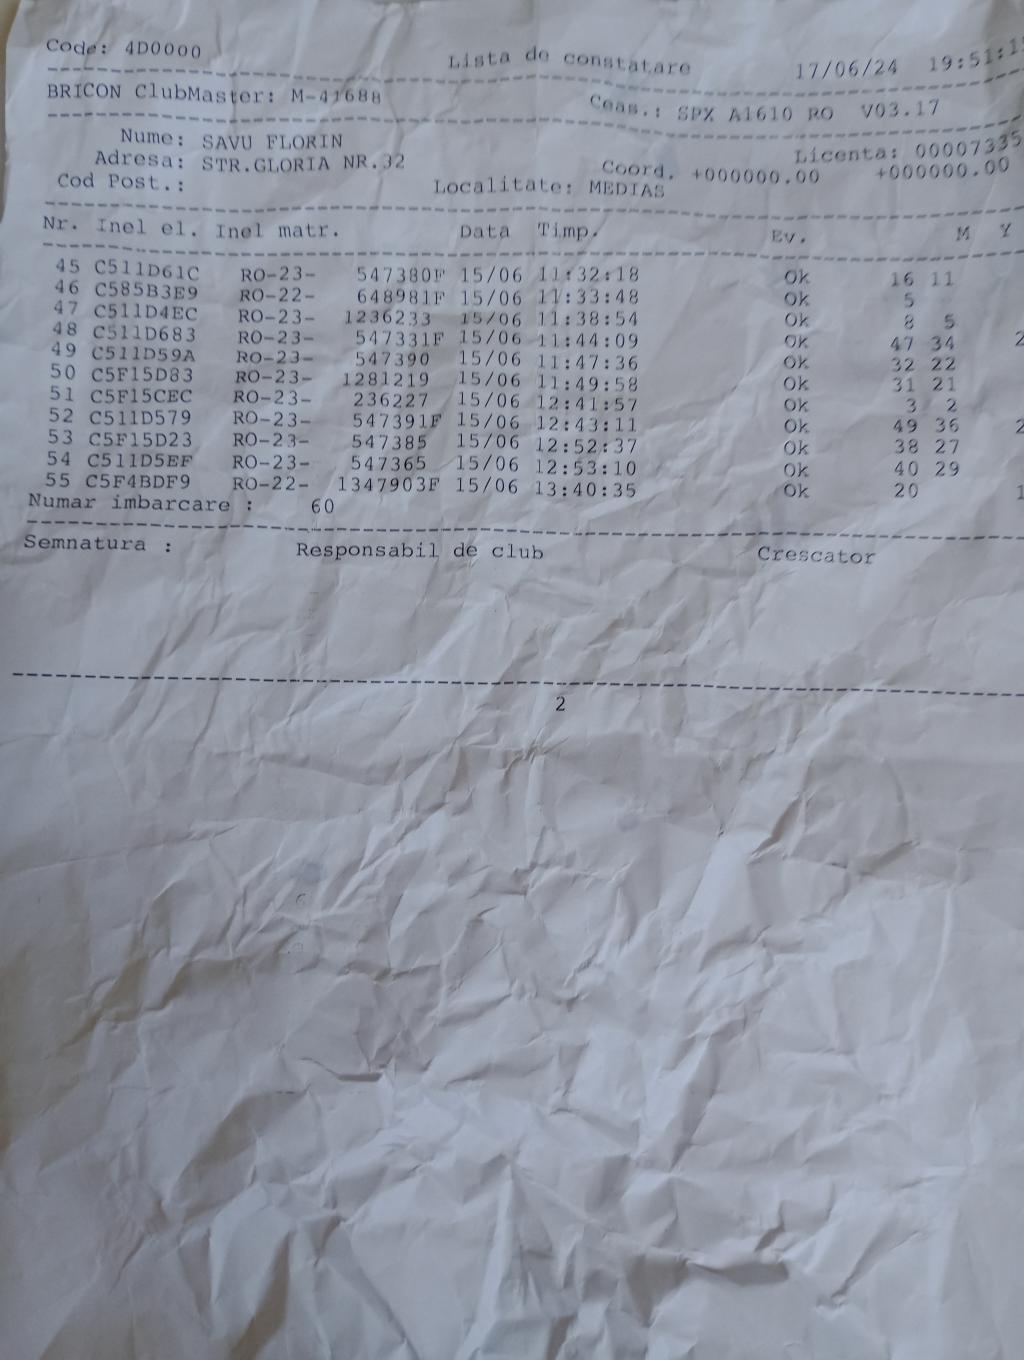 Code: 4D0000 Lista de constatare 17/06/24 19:51:1
BRICON ClubMaster: M-41688 Ceas.: SPX A1610 RO V03.17
Nume: SAVU FLORIN Licenta: 00007335
Adresa: STR.GLORIA NR.32 Coord. +000000.00 +000000.00
Cod Post.: Localitate: MEDIAS
Nr. Inel el. Inel matr. Data Timp. Ev. M Y
45 C511D61C RO-23- 547380F 15/06 11:32:18 Ok 16 11
46 C585B3E9 RO-22- 648981F 15/06 11:33:48 Ok 5
47 C511D4EC RO-23- 1236233 15/06 11:38:54 Ok 8 5
48 C511D683 RO-23- 547331F 15/06 11:44:09 Ok 47 34 2
49 C511D59A RO-23- 547390 15/06 11:47:36 Ok 32 22
50 C5F15D83 RO-23- 1281219 15/06 11:49:58 Ok 31 21
51 C5F15CEC RO-23- 236227 15/06 12:41:57 Ok 3 2
52 C511D579 RO-23- 547391F 15/06 12:43:11 Ok 49 36 2
53 C5F15D23 RO-23- 547385 15/06 12:52:37 Ok 38 27
54 C511D5EF RO-23- 547365 15/06 12:53:10 Ok 40 29
55 C5F4BDF9 RO-22- 1347903F 15/06 13:40:35 Ok 20 1
Numar imbarcare : 60
Semnatura : Responsabil de club Crescator
2